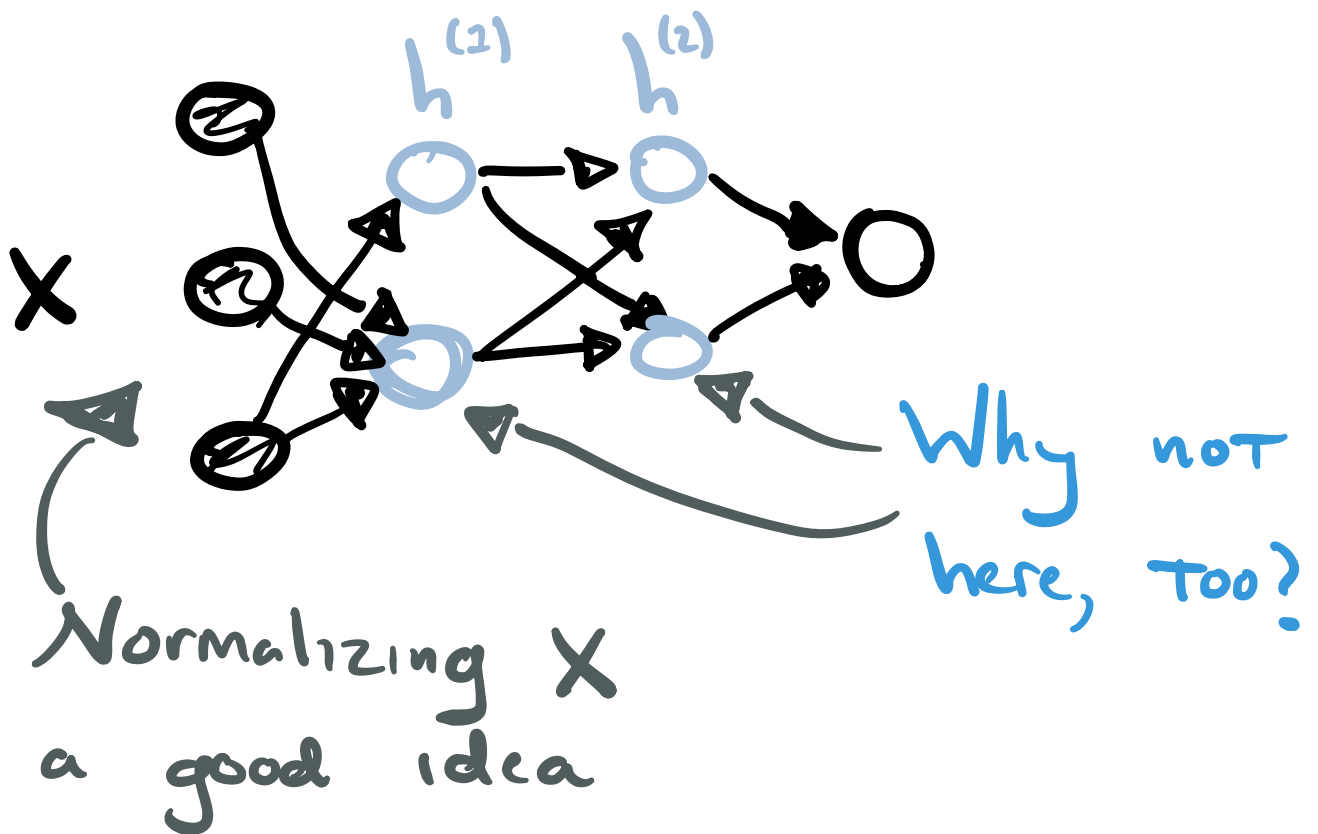 h^(1) h^(2)
X
Why not
here, too?
Normalizing X
a good idea